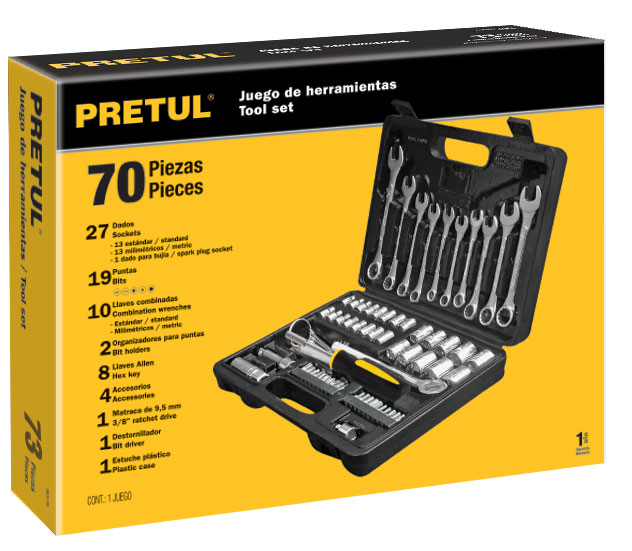 PRETUL®
Juego de herramientas
Tool set
70 Piezas
Pieces
27 Dados
Sockets
- 13 estándar / standard
- 13 milimétricos / metric
- 1 dado para bujía / spark plug socket
19 Puntas
Bits
10 Llaves combinadas
Combination wrenches
- Estándar / standard
- Milimétricos / metric
2 Organizadores para puntas
Bit holders
8 Llaves Allen
Hex key
4 Accesorios
Accessories
1 Matraca de 9,5 mm
3/8" ratchet drive
1 Destornillador
Bit driver
1 Estuche plástico
Plastic case
CONT.: 1 JUEGO
1 año
PRETUL®
Juego de herramientas / Tool set
73 Piezas
Pieces
PRETUL